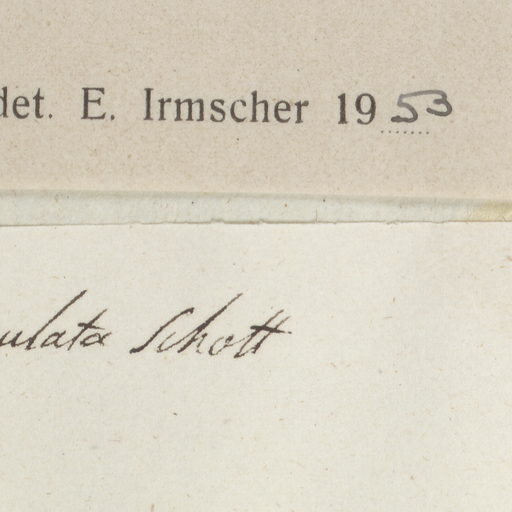 det. E. Irmscher 1953
ulata Schott